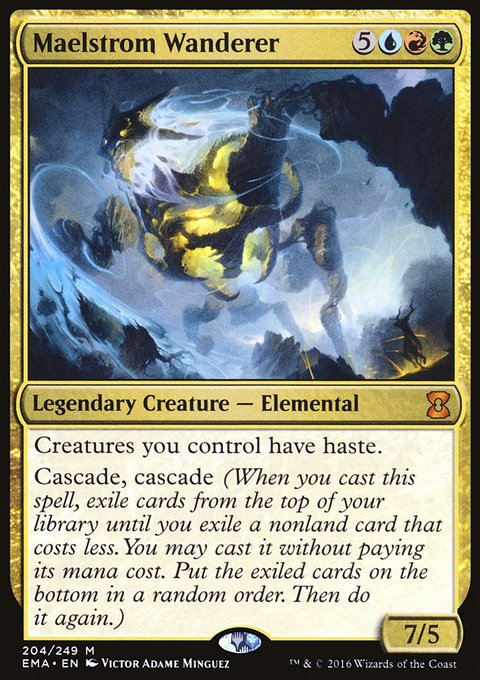 Maelstrom Wanderer 5
Legendary Creature — Elemental
Creatures you control have haste.
Cascade, cascade (When you cast this
spell, exile cards from the top of your
library until you exile a nonland card that
costs less. You may cast it without paying
its mana cost. Put the exiled cards on the
bottom in a random order. Then do
it again.)
7/5
204/249 M
EMA • EN Victor Adame Minguez ™ & © 2016 Wizards of the Coast